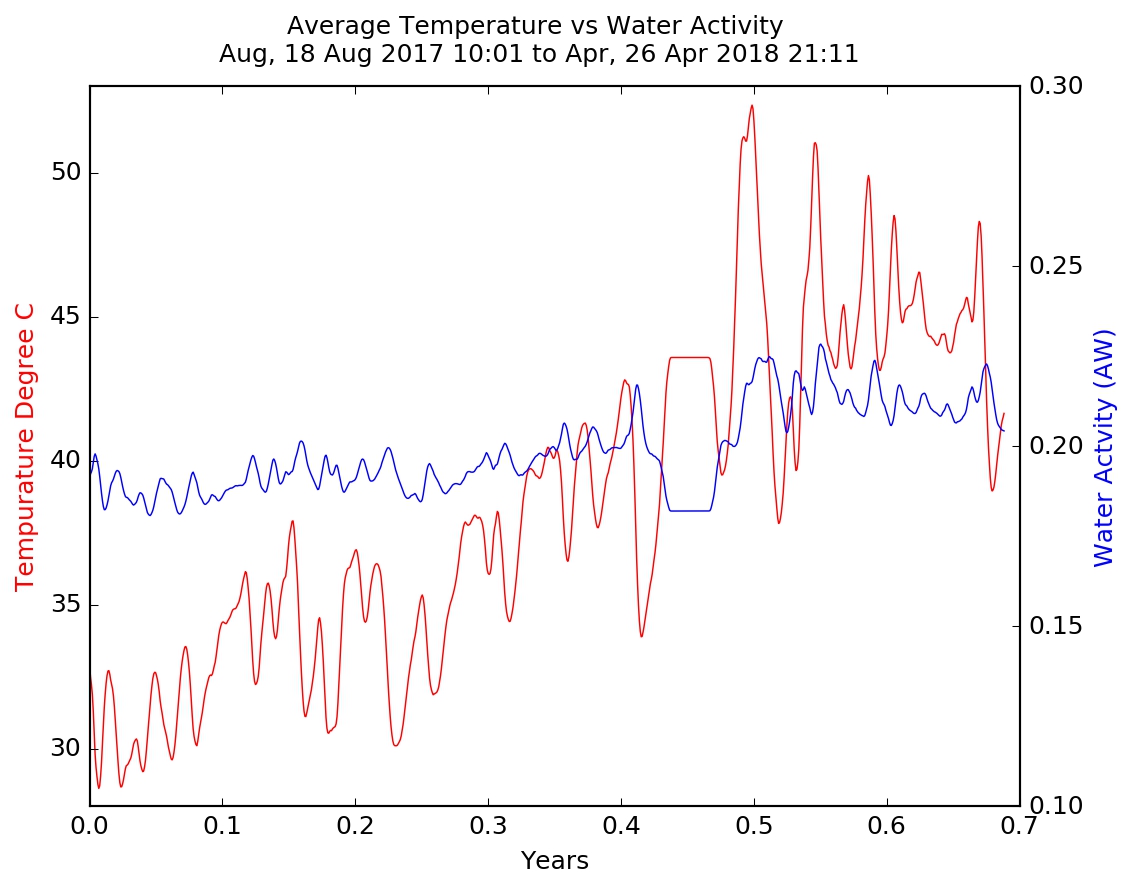 Average Temperature vs Water Activity
Aug, 18 Aug 2017 10:01 to Apr, 26 Apr 2018 21:11
Tempurature Degree C
50
45
40
35
30
0.30
0.25
0.20
0.15
0.10
Water Actvity (AW)
0.0 0.1 0.2 0.3 0.4 0.5 0.6 0.7
Years